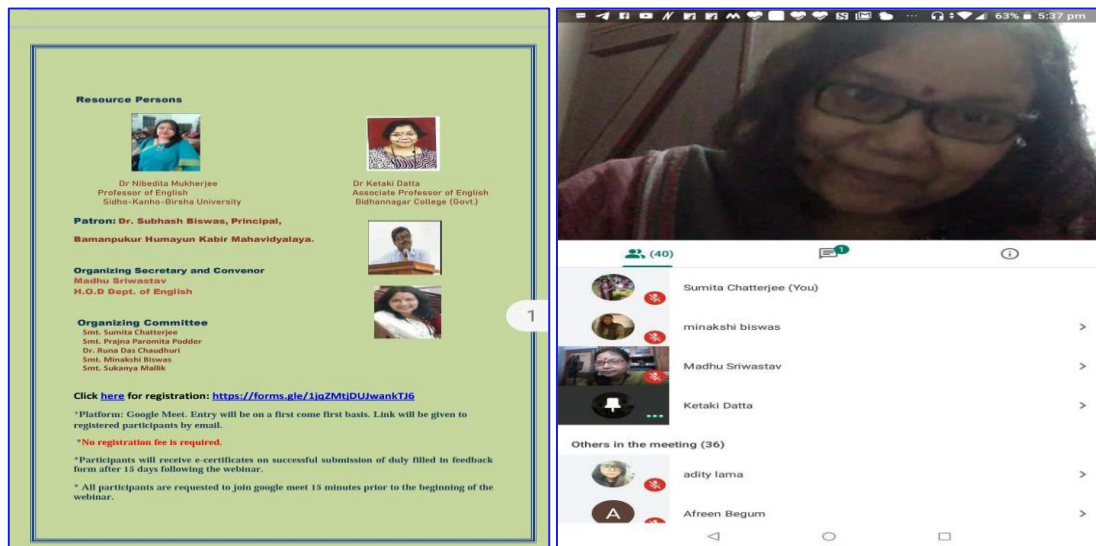 Resource Persons
Dr Nibedita Mukherjee
Professor of English
Sidho-Kanho-Birsha University
Dr Ketaki Datta
Associate Professor of English
Bidhannagar College (Govt.)
Patron: Dr. Subhash Biswas, Principal,
Bamanpukur Humayun Kabir Mahavidyalaya.
Organizing Secretary and Convenor
Madhu Sriwastav
H.O.D Dept. of English
Organizing Committee
Smt. Sumita Chatterjee
Smt. Prajna Paromita Podder
Dr. Runa Das Chaudhuri
Smt. Minakshi Biswas
Smt. Sukanya Mallik
1
Click here for registration: https://forms.gle/1jqZMtjDUJwankTJ6
*Platform: Google Meet. Entry will be on a first come first basis. Link will be given to
registered participants by email.
*No registration fee is required.
*Participants will receive e-certificates on successful submission of duly filled in feedback
form after 15 days following the webinar.
* All participants are requested to join google meet 15 minutes prior to the beginning of the
webinar.
63% 5:37 pm
(40)
1
Sumita Chatterjee (You)
minakshi biswas
Madhu Sriwastav
Ketaki Datta
Others in the meeting (36)
adity lama
A
Afreen Begum